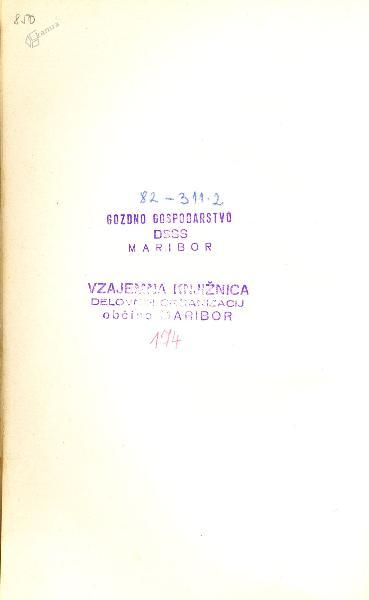 850
82-311.2
GOZDNO GOSPODARSTVO
DSSS
MARIBOR
VZAJEMNA KNJIŽNICA
DELOVNIH ORGANIZACIJ
občine MARIBOR
174